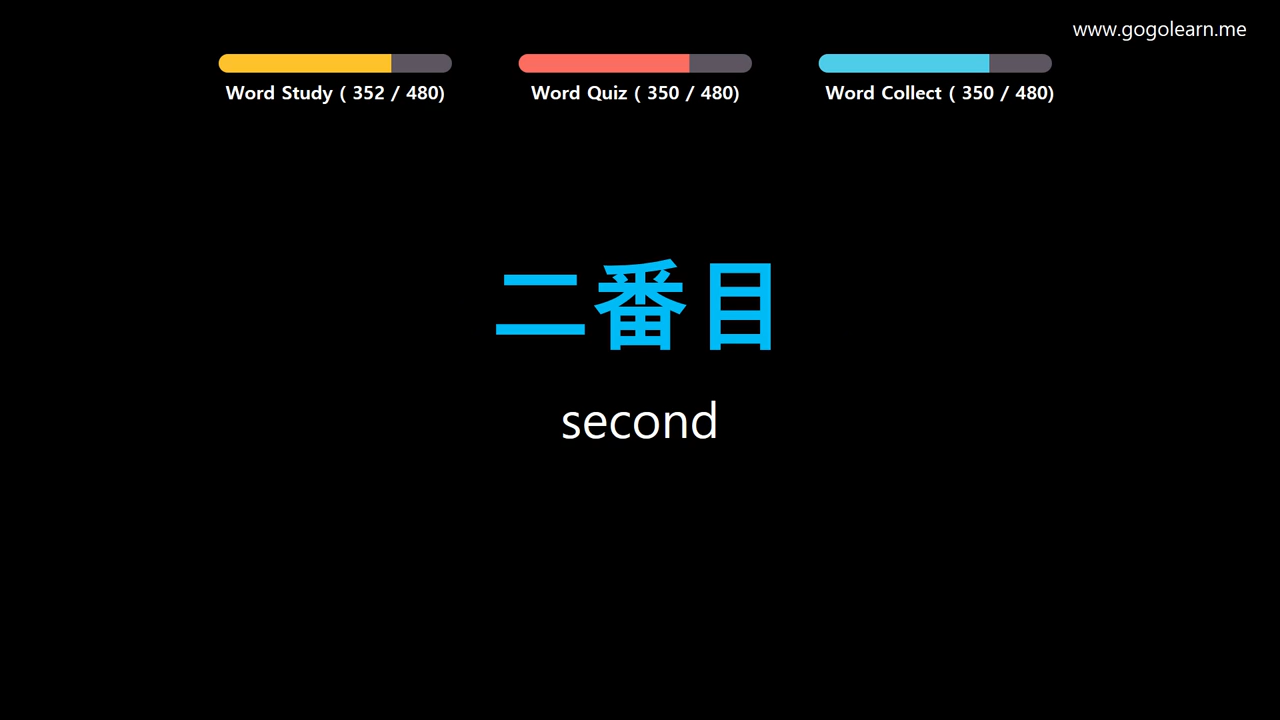 www.gogolearn.me
Word Study ( 352 / 480)
Word Quiz ( 350 / 480)
Word Collect ( 350 / 480)
二番目
second